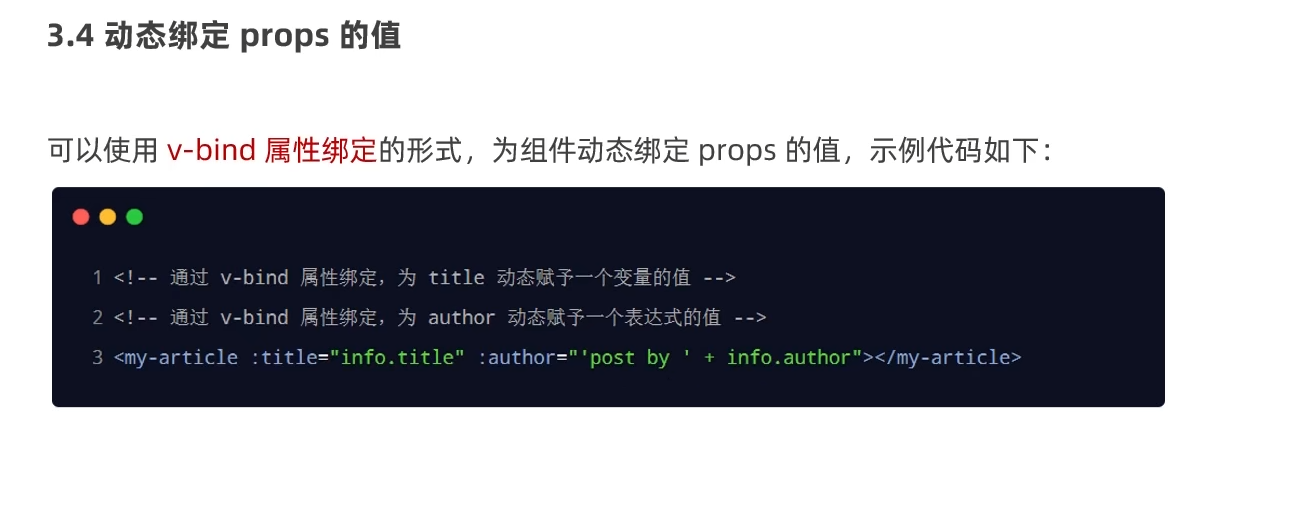 3.4 动态绑定 props 的值
可以使用 v-bind 属性绑定的形式，为组件动态绑定 props 的值，示例代码如下：
1 <!-- 通过 v-bind 属性绑定，为 title 动态赋予一个变量的值 -->
2 <!-- 通过 v-bind 属性绑定，为 author 动态赋予一个表达式的值 -->
3 <my-article :title="info.title" :author="'post by ' + info.author"></my-article>